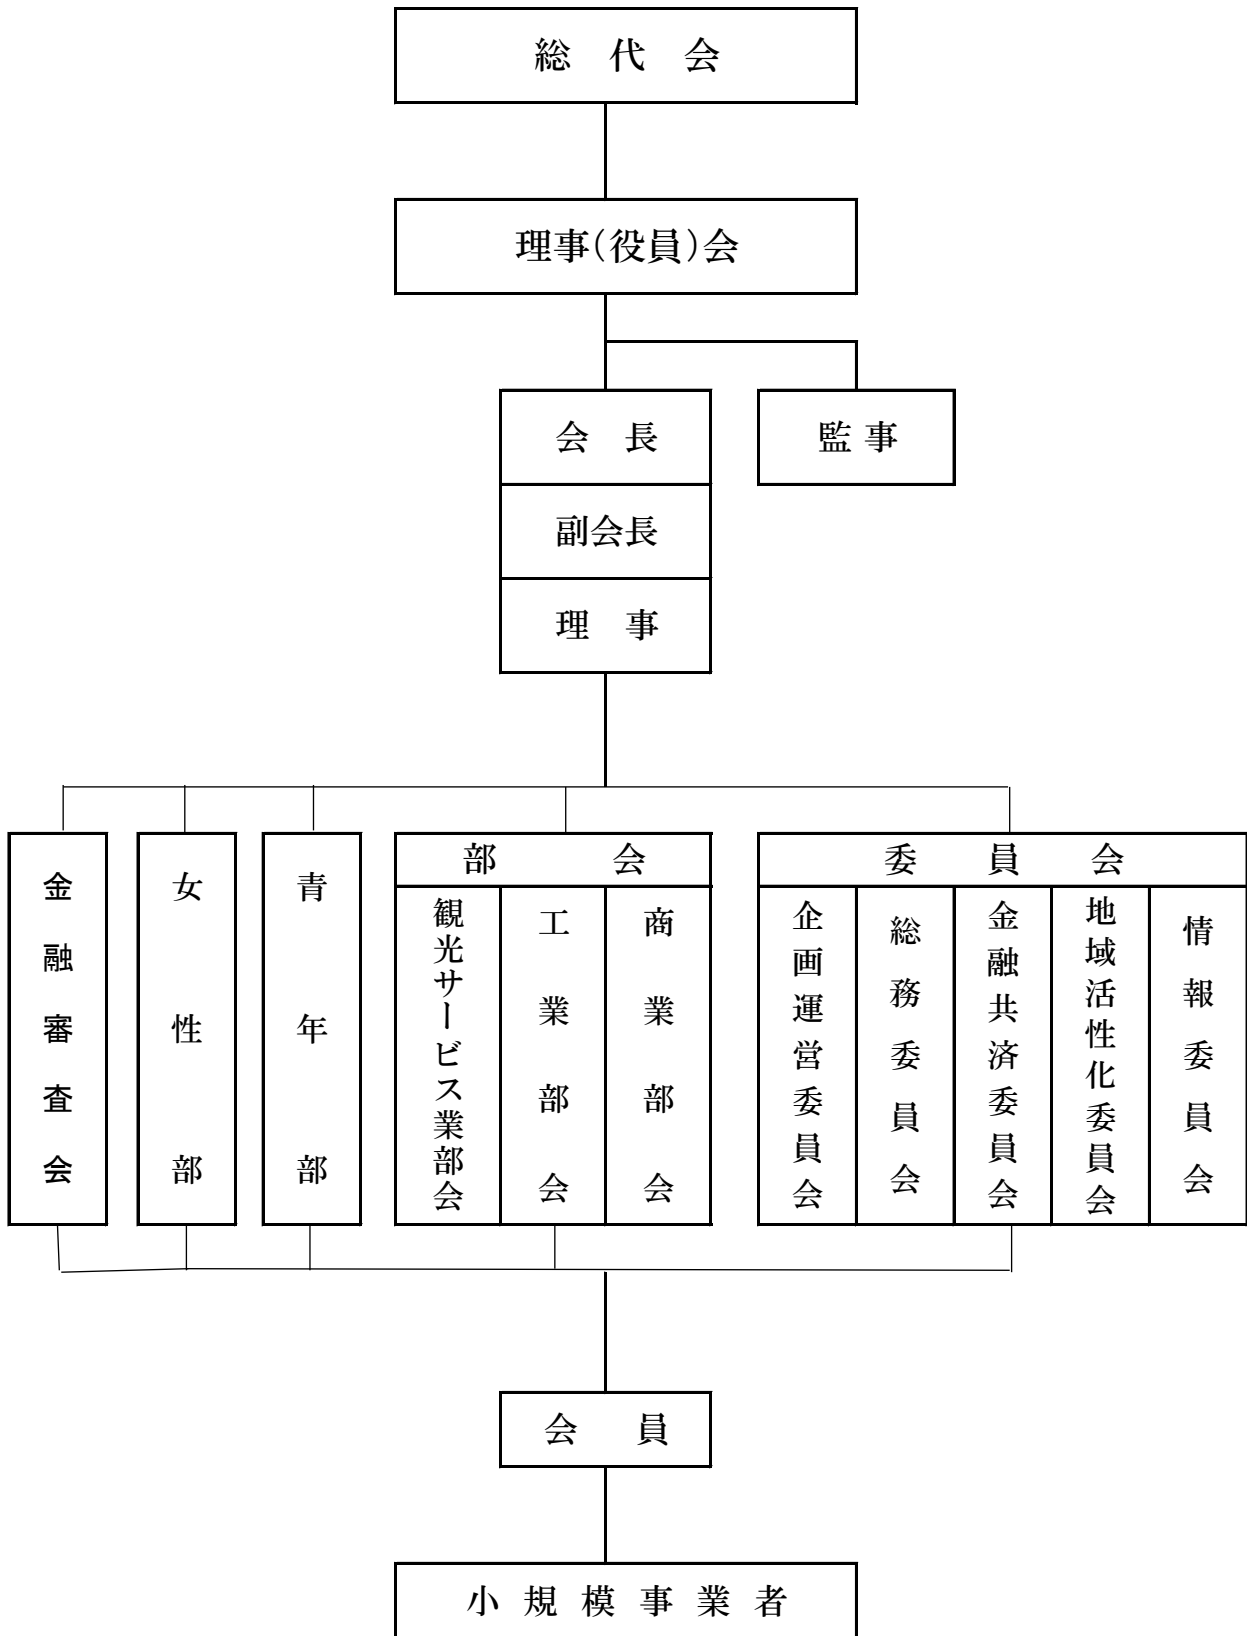 総代会
理事(役員)会
会長
監事
副会長
理事
金融審査会
女性部
青年部
部会
観光サービス業部会
工業部会
商業部会
委員会
企画運営委員会
総務委員会
金融共済委員会
地域活性化委員会
情報委員会
会員
小規模事業者